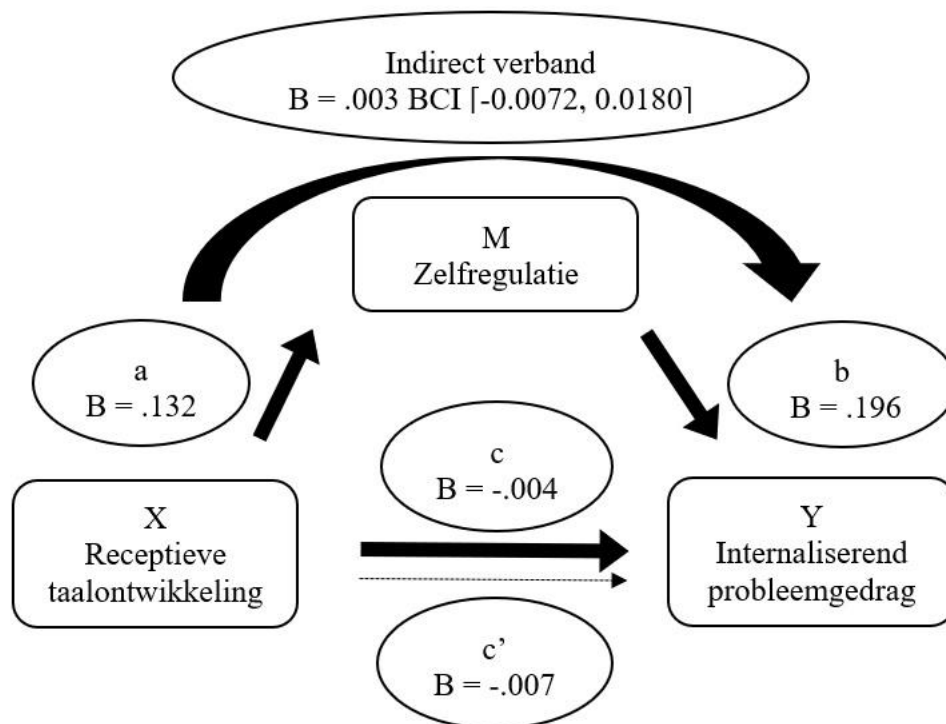 Indirect verband
B = .003 BCI [-0.0072, 0.0180]
M
Zelfregulatie
a
B = .132
b
B = .196
c
B = -.004
X
Receptieve
taalontwikkeling
Y
Internaliserend
probleemgedrag
c’
B = -.007